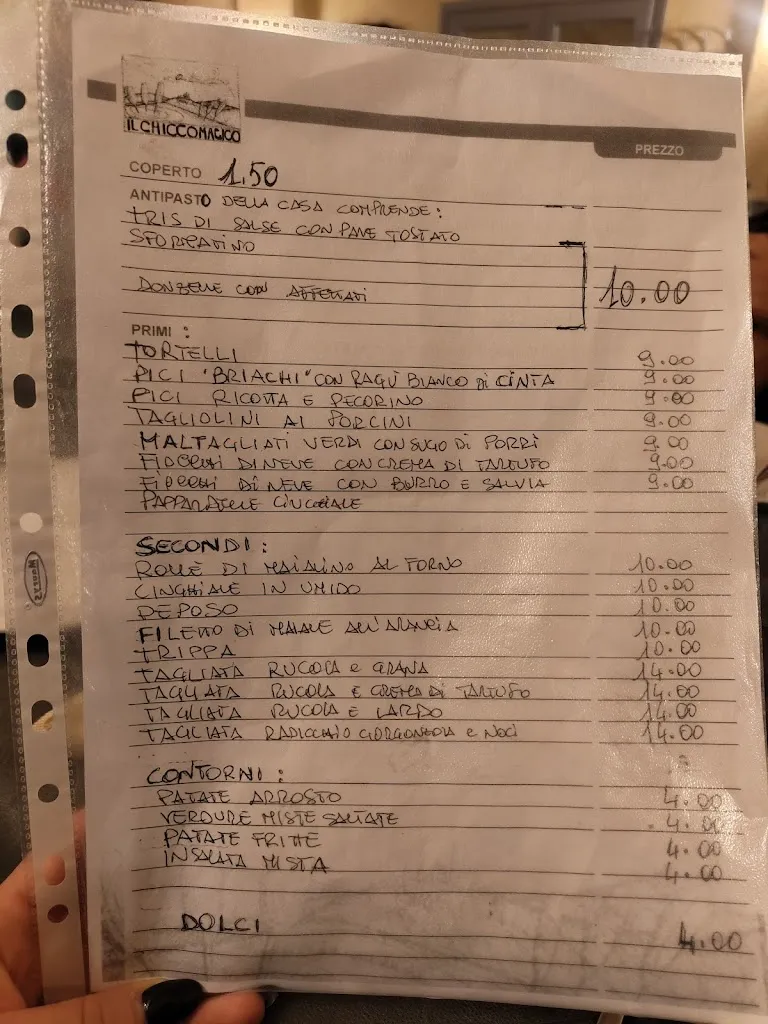 IL CHICCO MAGICO
PREZZO
COPERTO 1.50
ANTIPASTO DELLA CASA COMPRENDE:
TRIS DI SALSE CON PANE TOSTATO
SFORMATINO
DONZELLE CON AFFETTATI 10.00
PRIMI:
TORTELLI 9.00
PICI "BRIACHI" CON RAGÙ BIANCO DI CINTA 9.00
PICI RICOTTA E PECORINO 9.00
TAGLIOLINI AI PORCINI 9.00
MALTAGLIATI VERDI CON SUGO DI PORRI 9.00
FIOCCHI DI NEVE CON CREMA DI TARTUFO 9.00
FIOCCHI DI NEVE CON BURRO E SALVIA 9.00
PAPPARDELLE CINGHIALE
SECONDI:
ROLLÈ DI MAIALINO AL FORNO 10.00
CINGHIALE IN UMIDO 10.00
PEPOSO 10.00
FILETTO DI MAIALE ALL'ARANCIA 10.00
TRIPPA 10.00
TAGLIATA RUCOLA E GRANA 14.00
TAGLIATA RUCOLA E CREMA DI TARTUFO 14.00
TAGLIATA RUCOLA E LARDO 14.00
TAGLIATA RADICCHIO GORGONZOLA E NOCI 14.00
CONTORNI:
PATATE ARROSTO 4.00
VERDURE MISTE SALTATE 4.00
PATATE FRITTE 4.00
INSALATA MISTA 4.00
DOLCI 4.00